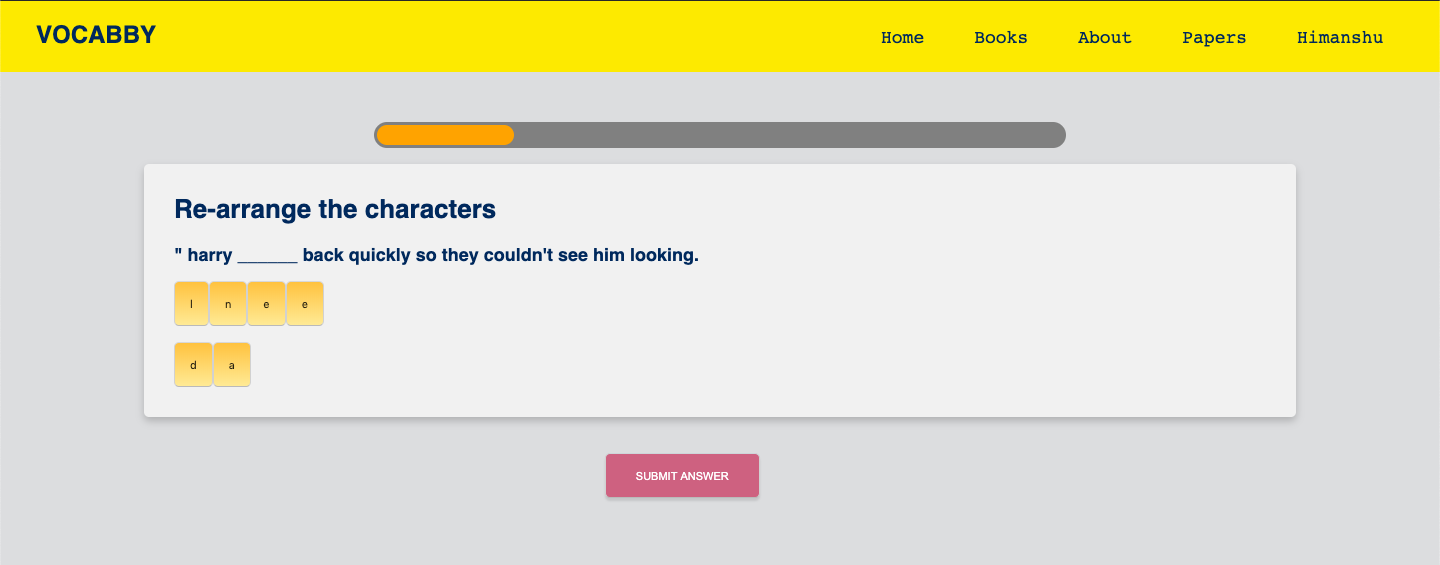 VOCABBY Home Books About Papers Himanshu
Re-arrange the characters
" harry ______ back quickly so they couldn't see him looking.
l n e e
d a
SUBMIT ANSWER